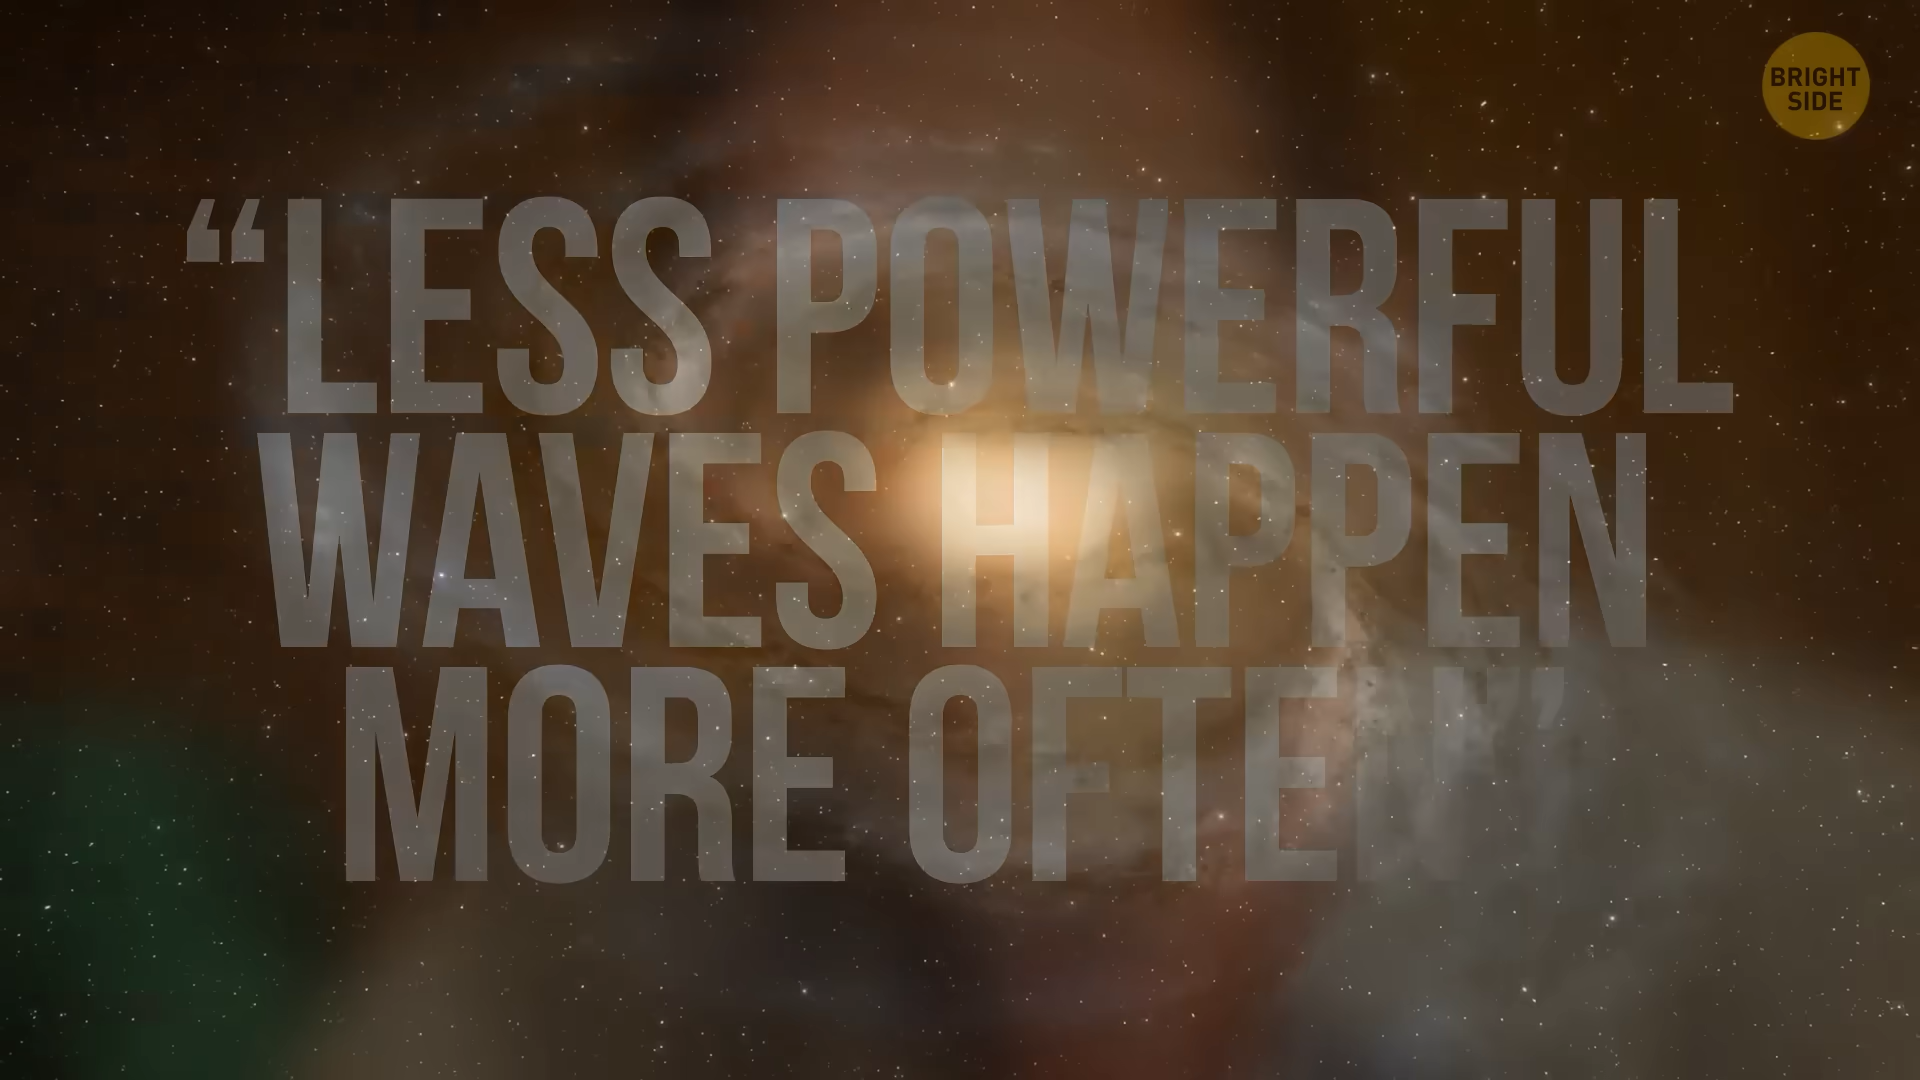 BRIGHT
SIDE
“LESS POWERFUL
WAVES HAPPEN
MORE OFTEN”